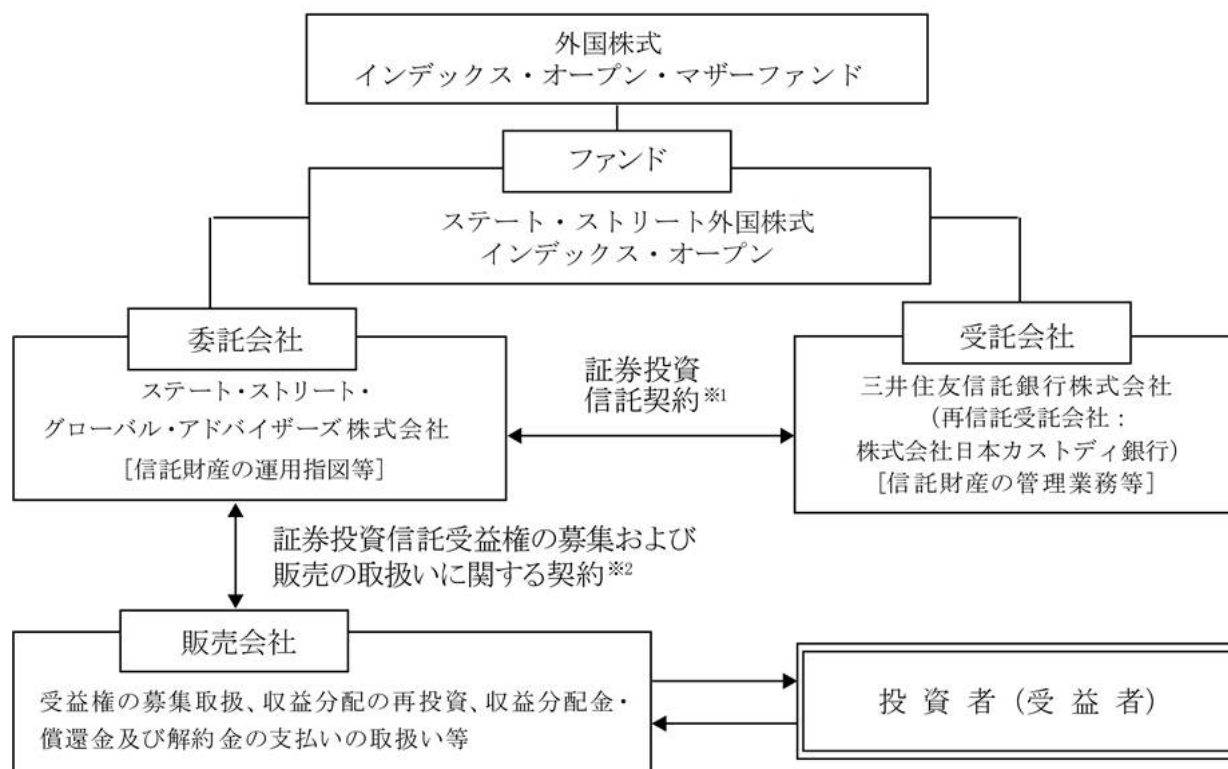 外国株式
インデックス・オープン・マザーファンド
ファンド
ステート・ストリート外国株式
インデックス・オープン
委託会社
ステート・ストリート・
グローバル・アドバイザーズ株式会社
[信託財産の運用指図等]
証券投資
信託契約※1
受託会社
三井住友信託銀行株式会社
(再信託受託会社：
株式会社日本カストディ銀行)
[信託財産の管理業務等]
証券投資信託受益権の募集および
販売の取扱いに関する契約※2
販売会社
受益権の募集取扱、収益分配の再投資、収益分配金・
償還金及び解約金の支払いの取扱い等
投資者(受益者)